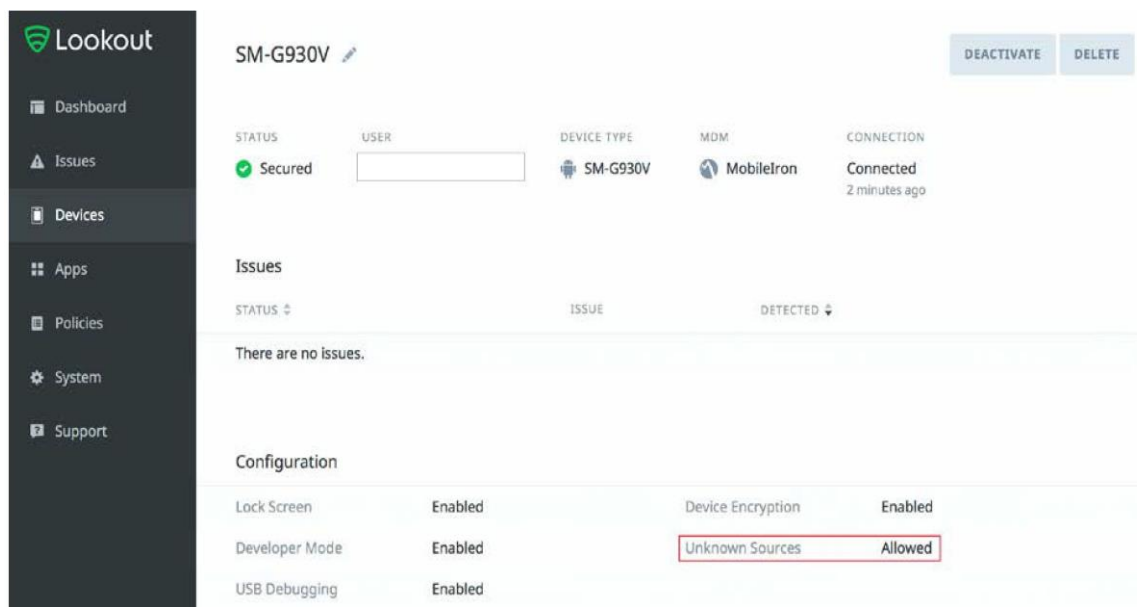 Lookout
Dashboard
Issues
Devices
Apps
Policies
System
Support
SM-G930V
DEACTIVATE DELETE
STATUS USER DEVICE TYPE MDM CONNECTION
Secured SM-G930V MobileIron Connected
2 minutes ago
Issues
STATUS ISSUE DETECTED
There are no issues.
Configuration
Lock Screen Enabled Device Encryption Enabled
Developer Mode Enabled Unknown Sources Allowed
USB Debugging Enabled